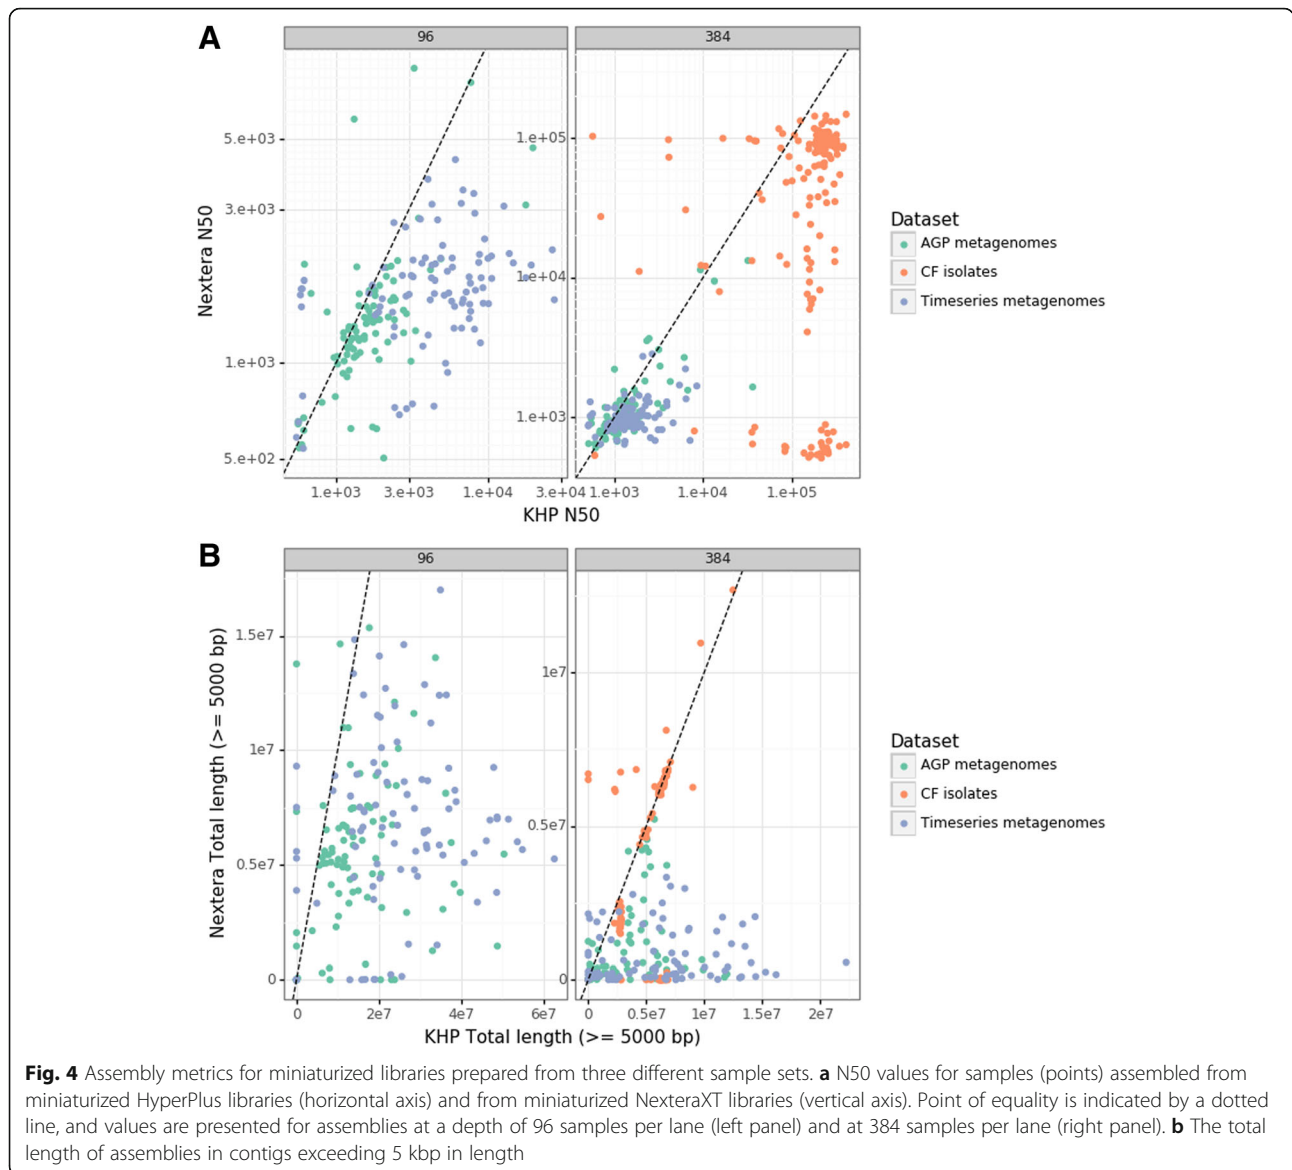 A
96
384
Nextera N50
5.e+03
3.e+03
1.e+03
5.e+02
1.e+05
1.e+04
1.e+03
1.e+03
3.e+03
1.e+04
3.e+04
1.e+03
1.e+04
1.e+05
KHP N50
Dataset
AGP metagenomes
CF isolates
Timeseries metagenomes
B
96
384
Nextera Total length (>= 5000 bp)
1.5e7
1e7
0.5e7
0
1e7
0.5e7
0
0
2e7
4e7
6e7
0
0.5e7
1e7
1.5e7
2e7
KHP Total length (>= 5000 bp)
Dataset
AGP metagenomes
CF isolates
Timeseries metagenomes
Fig. 4 Assembly metrics for miniaturized libraries prepared from three different sample sets. a N50 values for samples (points) assembled from
miniaturized HyperPlus libraries (horizontal axis) and from miniaturized NexteraXT libraries (vertical axis). Point of equality is indicated by a dotted
line, and values are presented for assemblies at a depth of 96 samples per lane (left panel) and at 384 samples per lane (right panel). b The total
length of assemblies in contigs exceeding 5 kbp in length